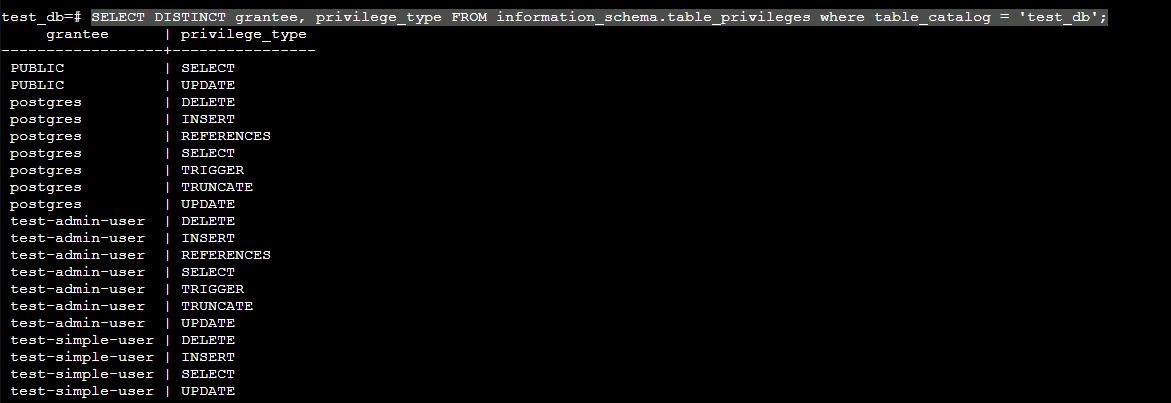 test_db=# SELECT DISTINCT grantee, privilege_type FROM information_schema.table_privileges where table_catalog = 'test_db';
     grantee      | privilege_type
------------------+----------------
 PUBLIC           | SELECT
 PUBLIC           | UPDATE
 postgres         | DELETE
 postgres         | INSERT
 postgres         | REFERENCES
 postgres         | SELECT
 postgres         | TRIGGER
 postgres         | TRUNCATE
 postgres         | UPDATE
 test-admin-user  | DELETE
 test-admin-user  | INSERT
 test-admin-user  | REFERENCES
 test-admin-user  | SELECT
 test-admin-user  | TRIGGER
 test-admin-user  | TRUNCATE
 test-admin-user  | UPDATE
 test-simple-user | DELETE
 test-simple-user | INSERT
 test-simple-user | SELECT
 test-simple-user | UPDATE